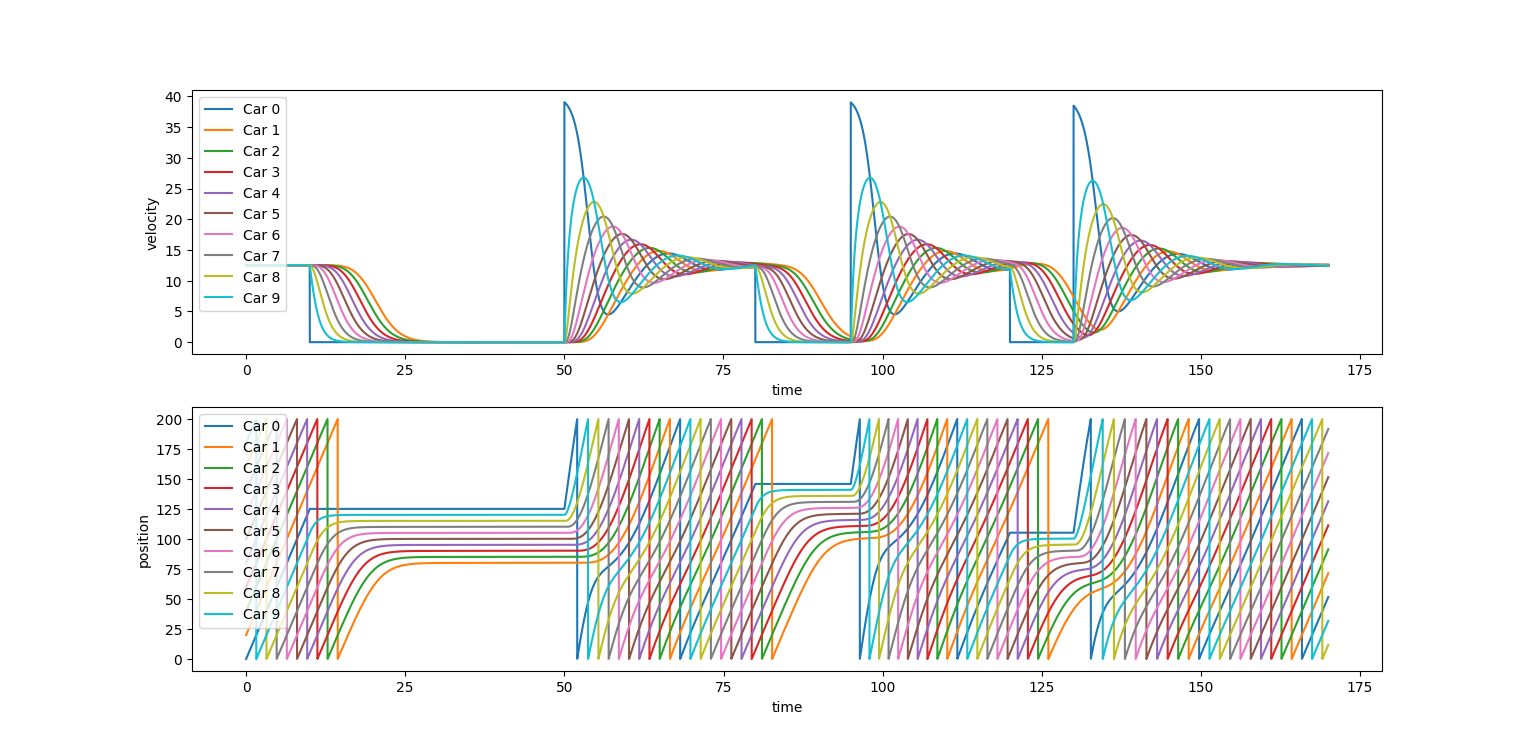 velocity
40
35
30
25
20
15
10
5
0
Car 0
Car 1
Car 2
Car 3
Car 4
Car 5
Car 6
Car 7
Car 8
Car 9
0 25 50 75 100 125 150 175
time
position
200
175
150
125
100
75
50
25
0
Car 0
Car 1
Car 2
Car 3
Car 4
Car 5
Car 6
Car 7
Car 8
Car 9
0 25 50 75 100 125 150 175
time